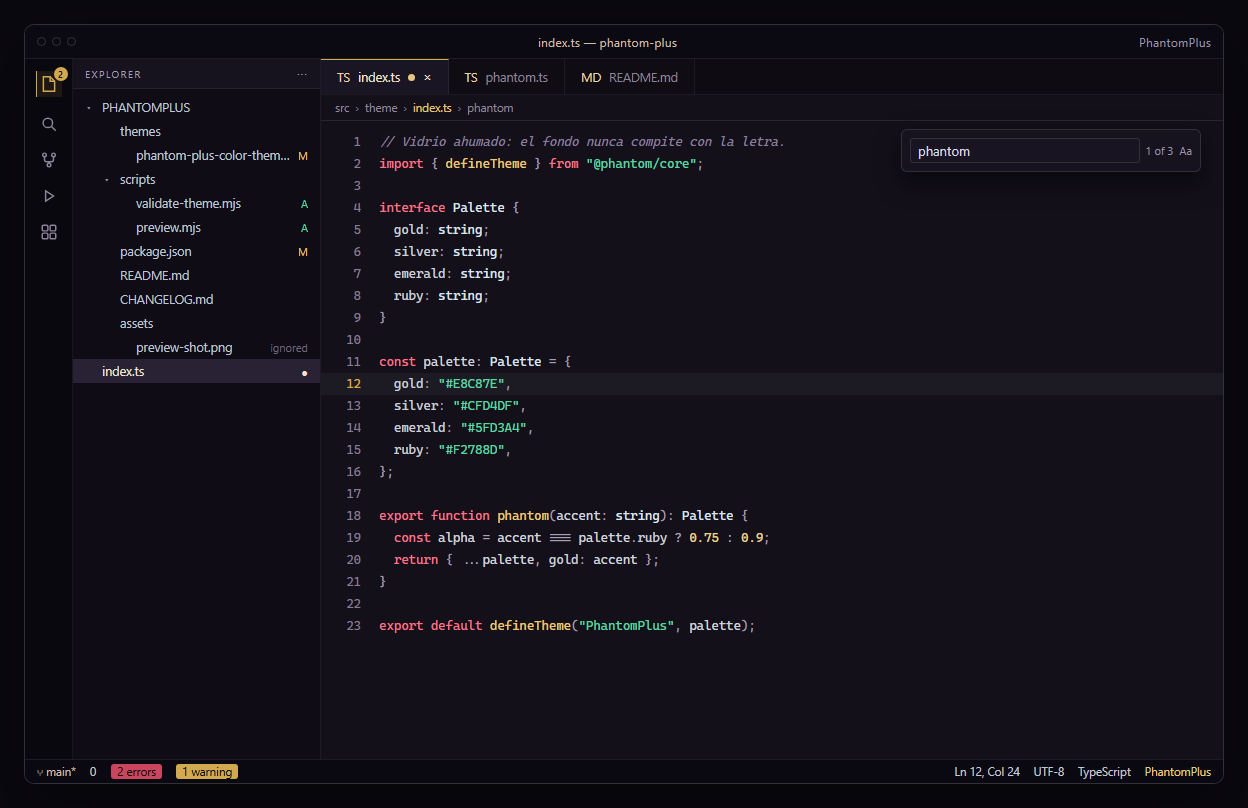 index.ts — phantom-plus
PhantomPlus
2
EXPLORER ...
PHANTOMPLUS
themes
phantom-plus-color-them... M
scripts
validate-theme.mjs A
preview.mjs A
package.json M
README.md
CHANGELOG.md
assets
preview-shot.png ignored
index.ts ●
TS index.ts ● ×
TS phantom.ts
MD README.md
src › theme › index.ts › phantom
phantom
1 of 3 Aa
1 // Vidrio ahumado: el fondo nunca compite con la letra.
2 import { defineTheme } from "@phantom/core";
3
4 interface Palette {
5 gold: string;
6 silver: string;
7 emerald: string;
8 ruby: string;
9 }
10
11 const palette: Palette = {
12 gold: "#E8C87E",
13 silver: "#CFD4DF",
14 emerald: "#5FD3A4",
15 ruby: "#F2788D",
16 };
17
18 export function phantom(accent: string): Palette {
19 const alpha = accent === palette.ruby ? 0.75 : 0.9;
20 return { ...palette, gold: accent };
21 }
22
23 export default defineTheme("PhantomPlus", palette);
main* 0 2 errors 1 warning
Ln 12, Col 24 UTF-8 TypeScript PhantomPlus